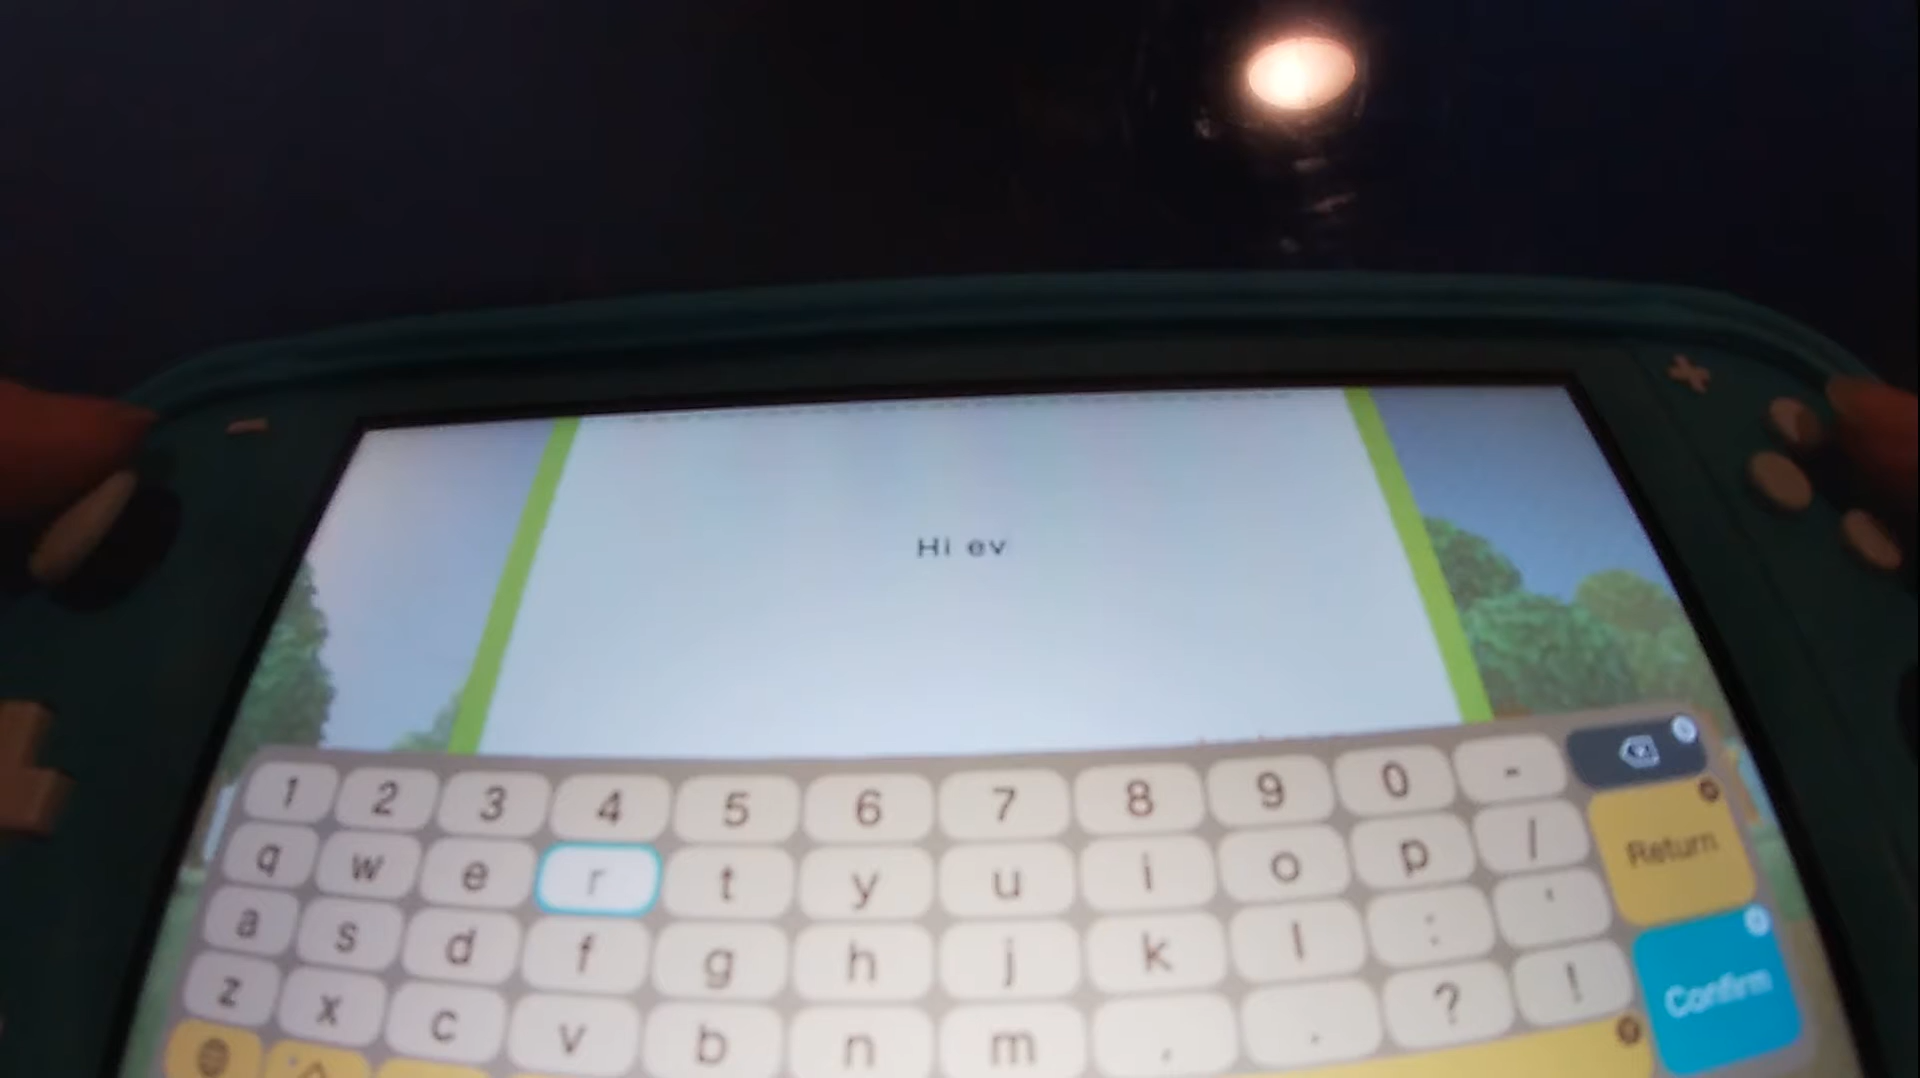 Hi ev
1 2 3 4 5 6 7 8 9 0 -
q w e r t y u i o p / Return
a s d f g h j k l : '
z x c v b n m , . ? ! Confirm